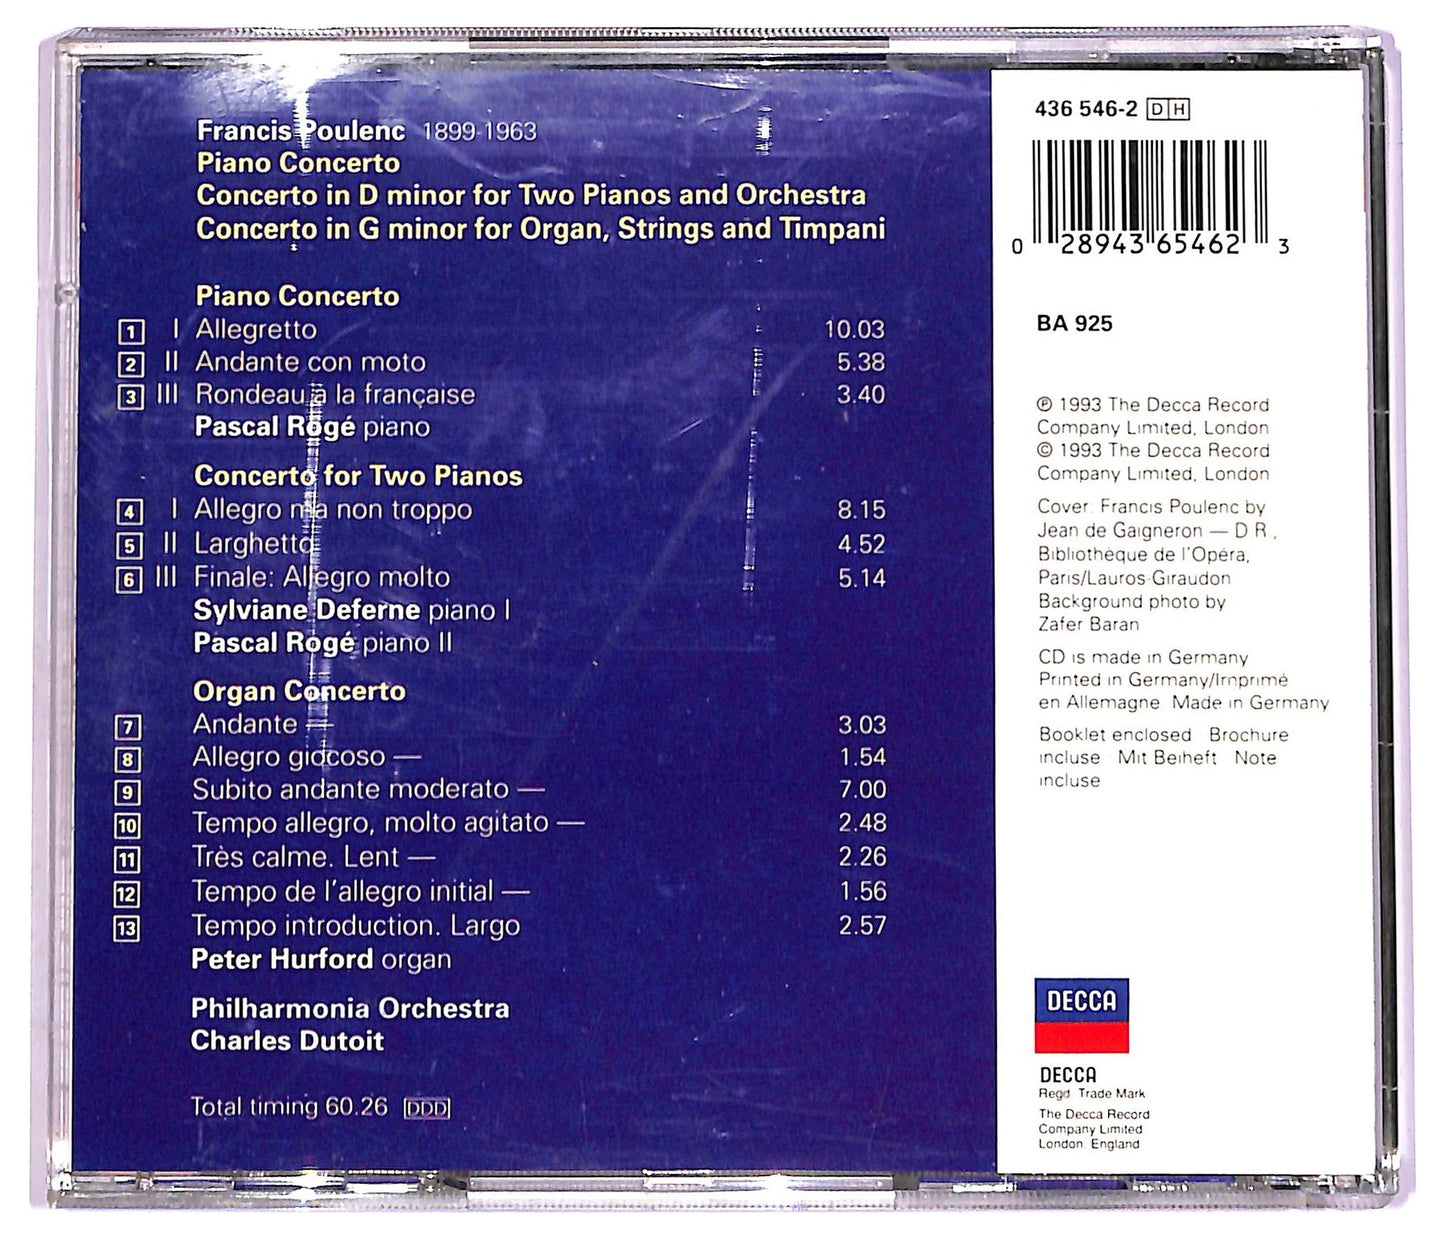 Francis Poulenc 1899-1963
Piano Concerto
Concerto in D minor for Two Pianos and Orchestra
Concerto in G minor for Organ, Strings and Timpani
Piano Concerto
1 I Allegretto 10.03
2 II Andante con moto 5.38
3 III Rondeau à la française 3.40
Pascal Rogé piano
Concerto for Two Pianos
4 I Allegro ma non troppo 8.15
5 II Larghetto 4.52
6 III Finale: Allegro molto 5.14
Sylviane Deferne piano I
Pascal Rogé piano II
Organ Concerto
7 Andante — 3.03
8 Allegro giocoso — 1.54
9 Subito andante moderato — 7.00
10 Tempo allegro, molto agitato — 2.48
11 Très calme. Lent — 2.26
12 Tempo de l'allegro initial — 1.56
13 Tempo introduction. Largo 2.57
Peter Hurford organ
Philharmonia Orchestra
Charles Dutoit
Total timing 60.26 DDD
436 546-2 DH
0 28943 65462 3
BA 925
℗ 1993 The Decca Record
Company Limited, London
© 1993 The Decca Record
Company Limited, London
Cover: Francis Poulenc by
Jean de Gaigneron — D.R.,
Bibliothèque de l'Opéra,
Paris/Lauros-Giraudon
Background photo by
Zafer Baran
CD is made in Germany
Printed in Germany/Imprimé
en Allemagne. Made in Germany
Booklet enclosed · Brochure
incluse · Mit Beiheft · Note
incluse
DECCA
DECCA
Regd. Trade Mark
The Decca Record
Company Limited
London, England